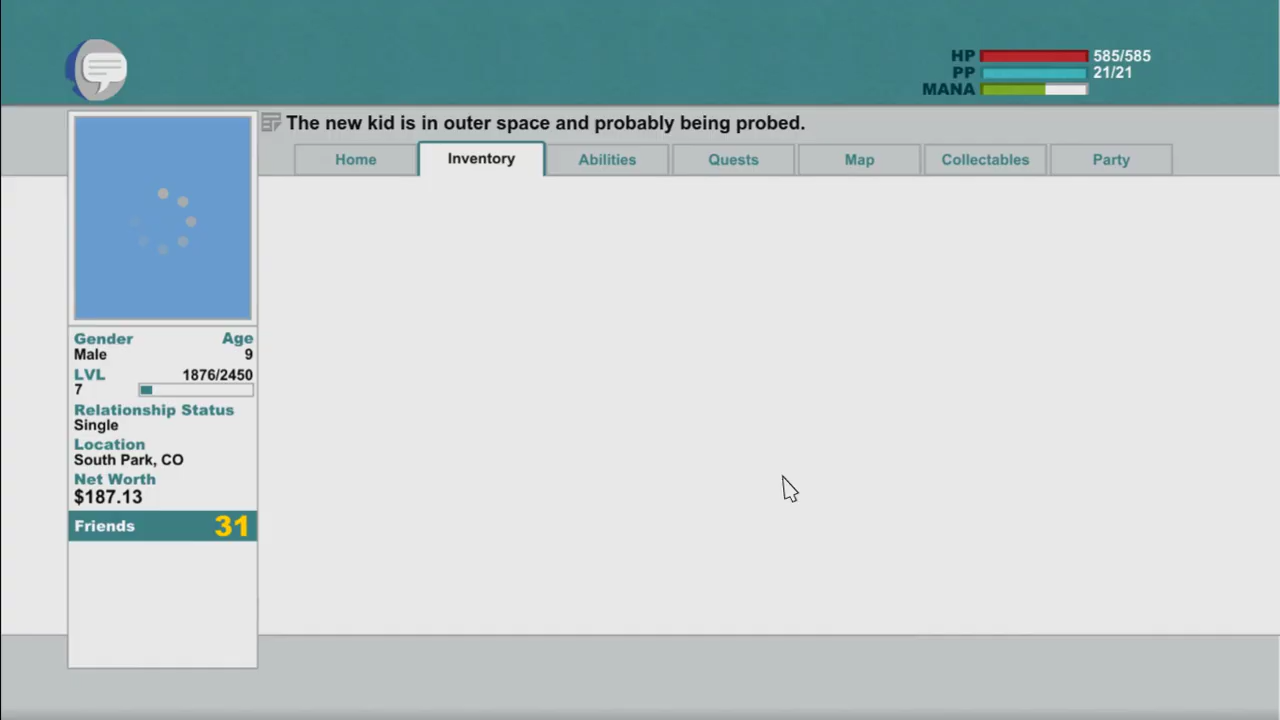 HP 585/585
PP 21/21
MANA
The new kid is in outer space and probably being probed.
Home Inventory Abilities Quests Map Collectables Party
Gender Age
Male 9
LVL 1876/2450
7
Relationship Status
Single
Location
South Park, CO
Net Worth
$187.13
Friends 31